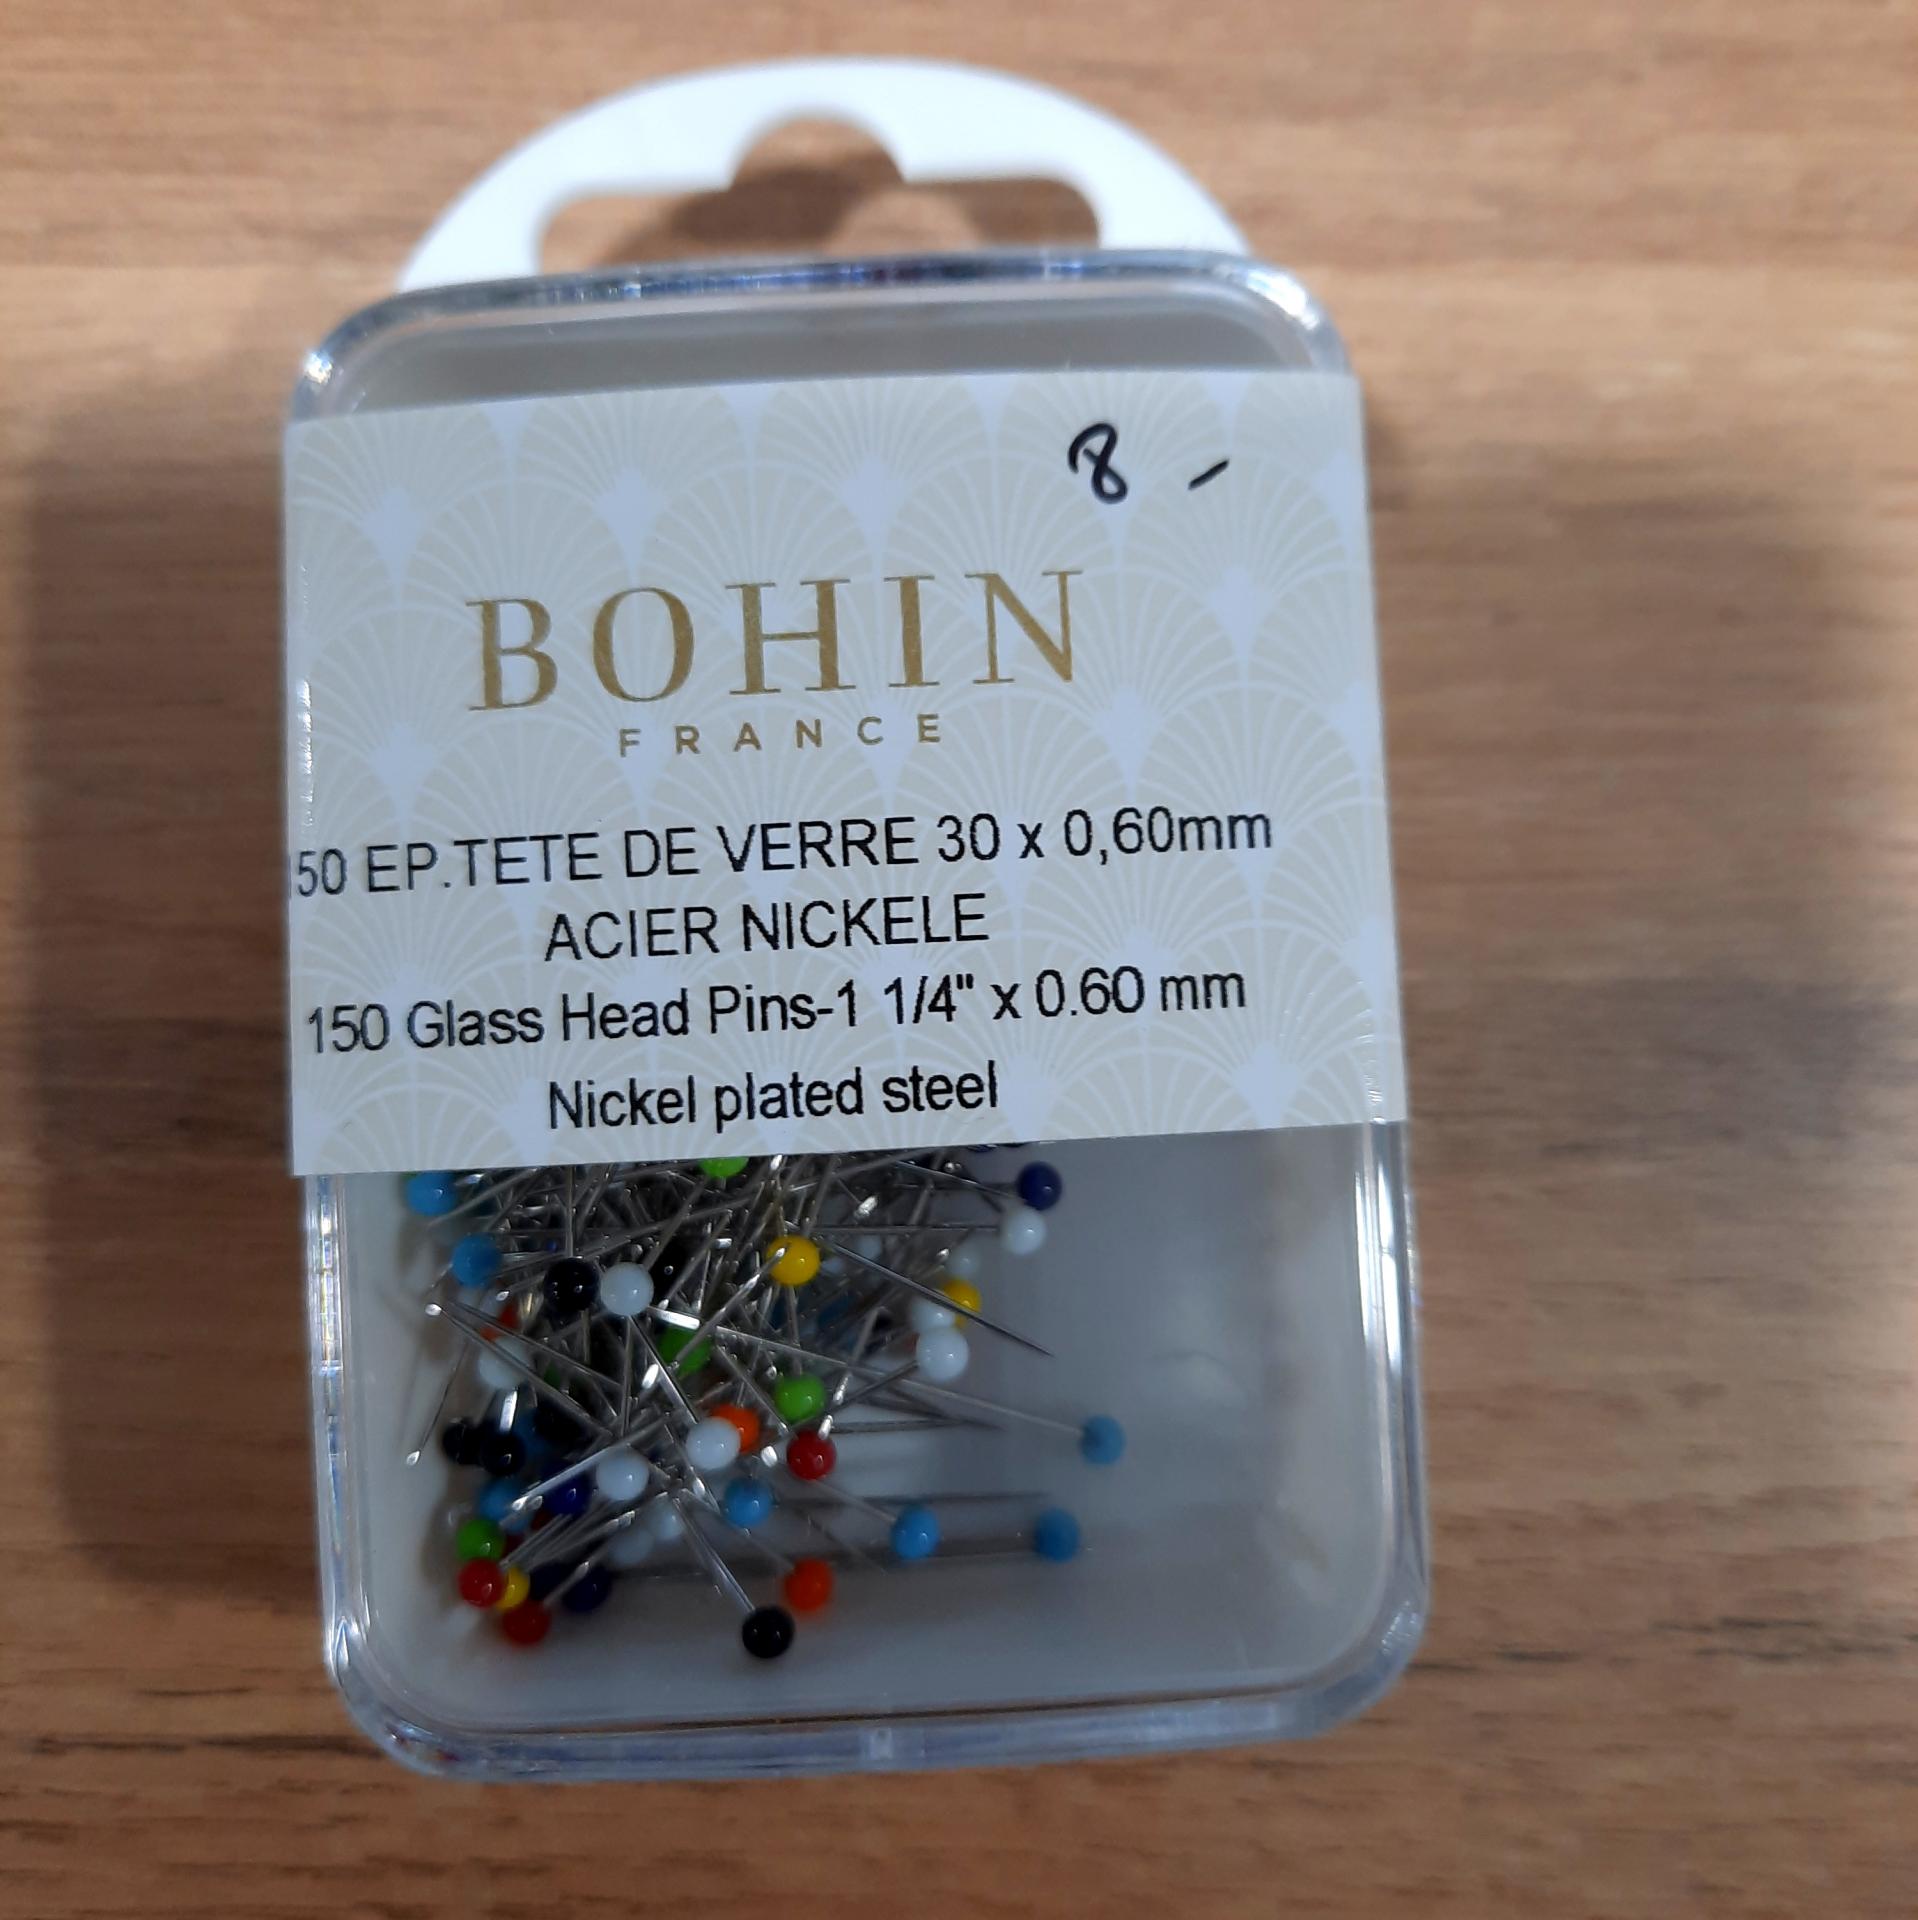 8 -
BOHIN
FRANCE
150 EP.TETE DE VERRE 30 x 0,60mm
ACIER NICKELE
150 Glass Head Pins-1 1/4" x 0.60 mm
Nickel plated steel